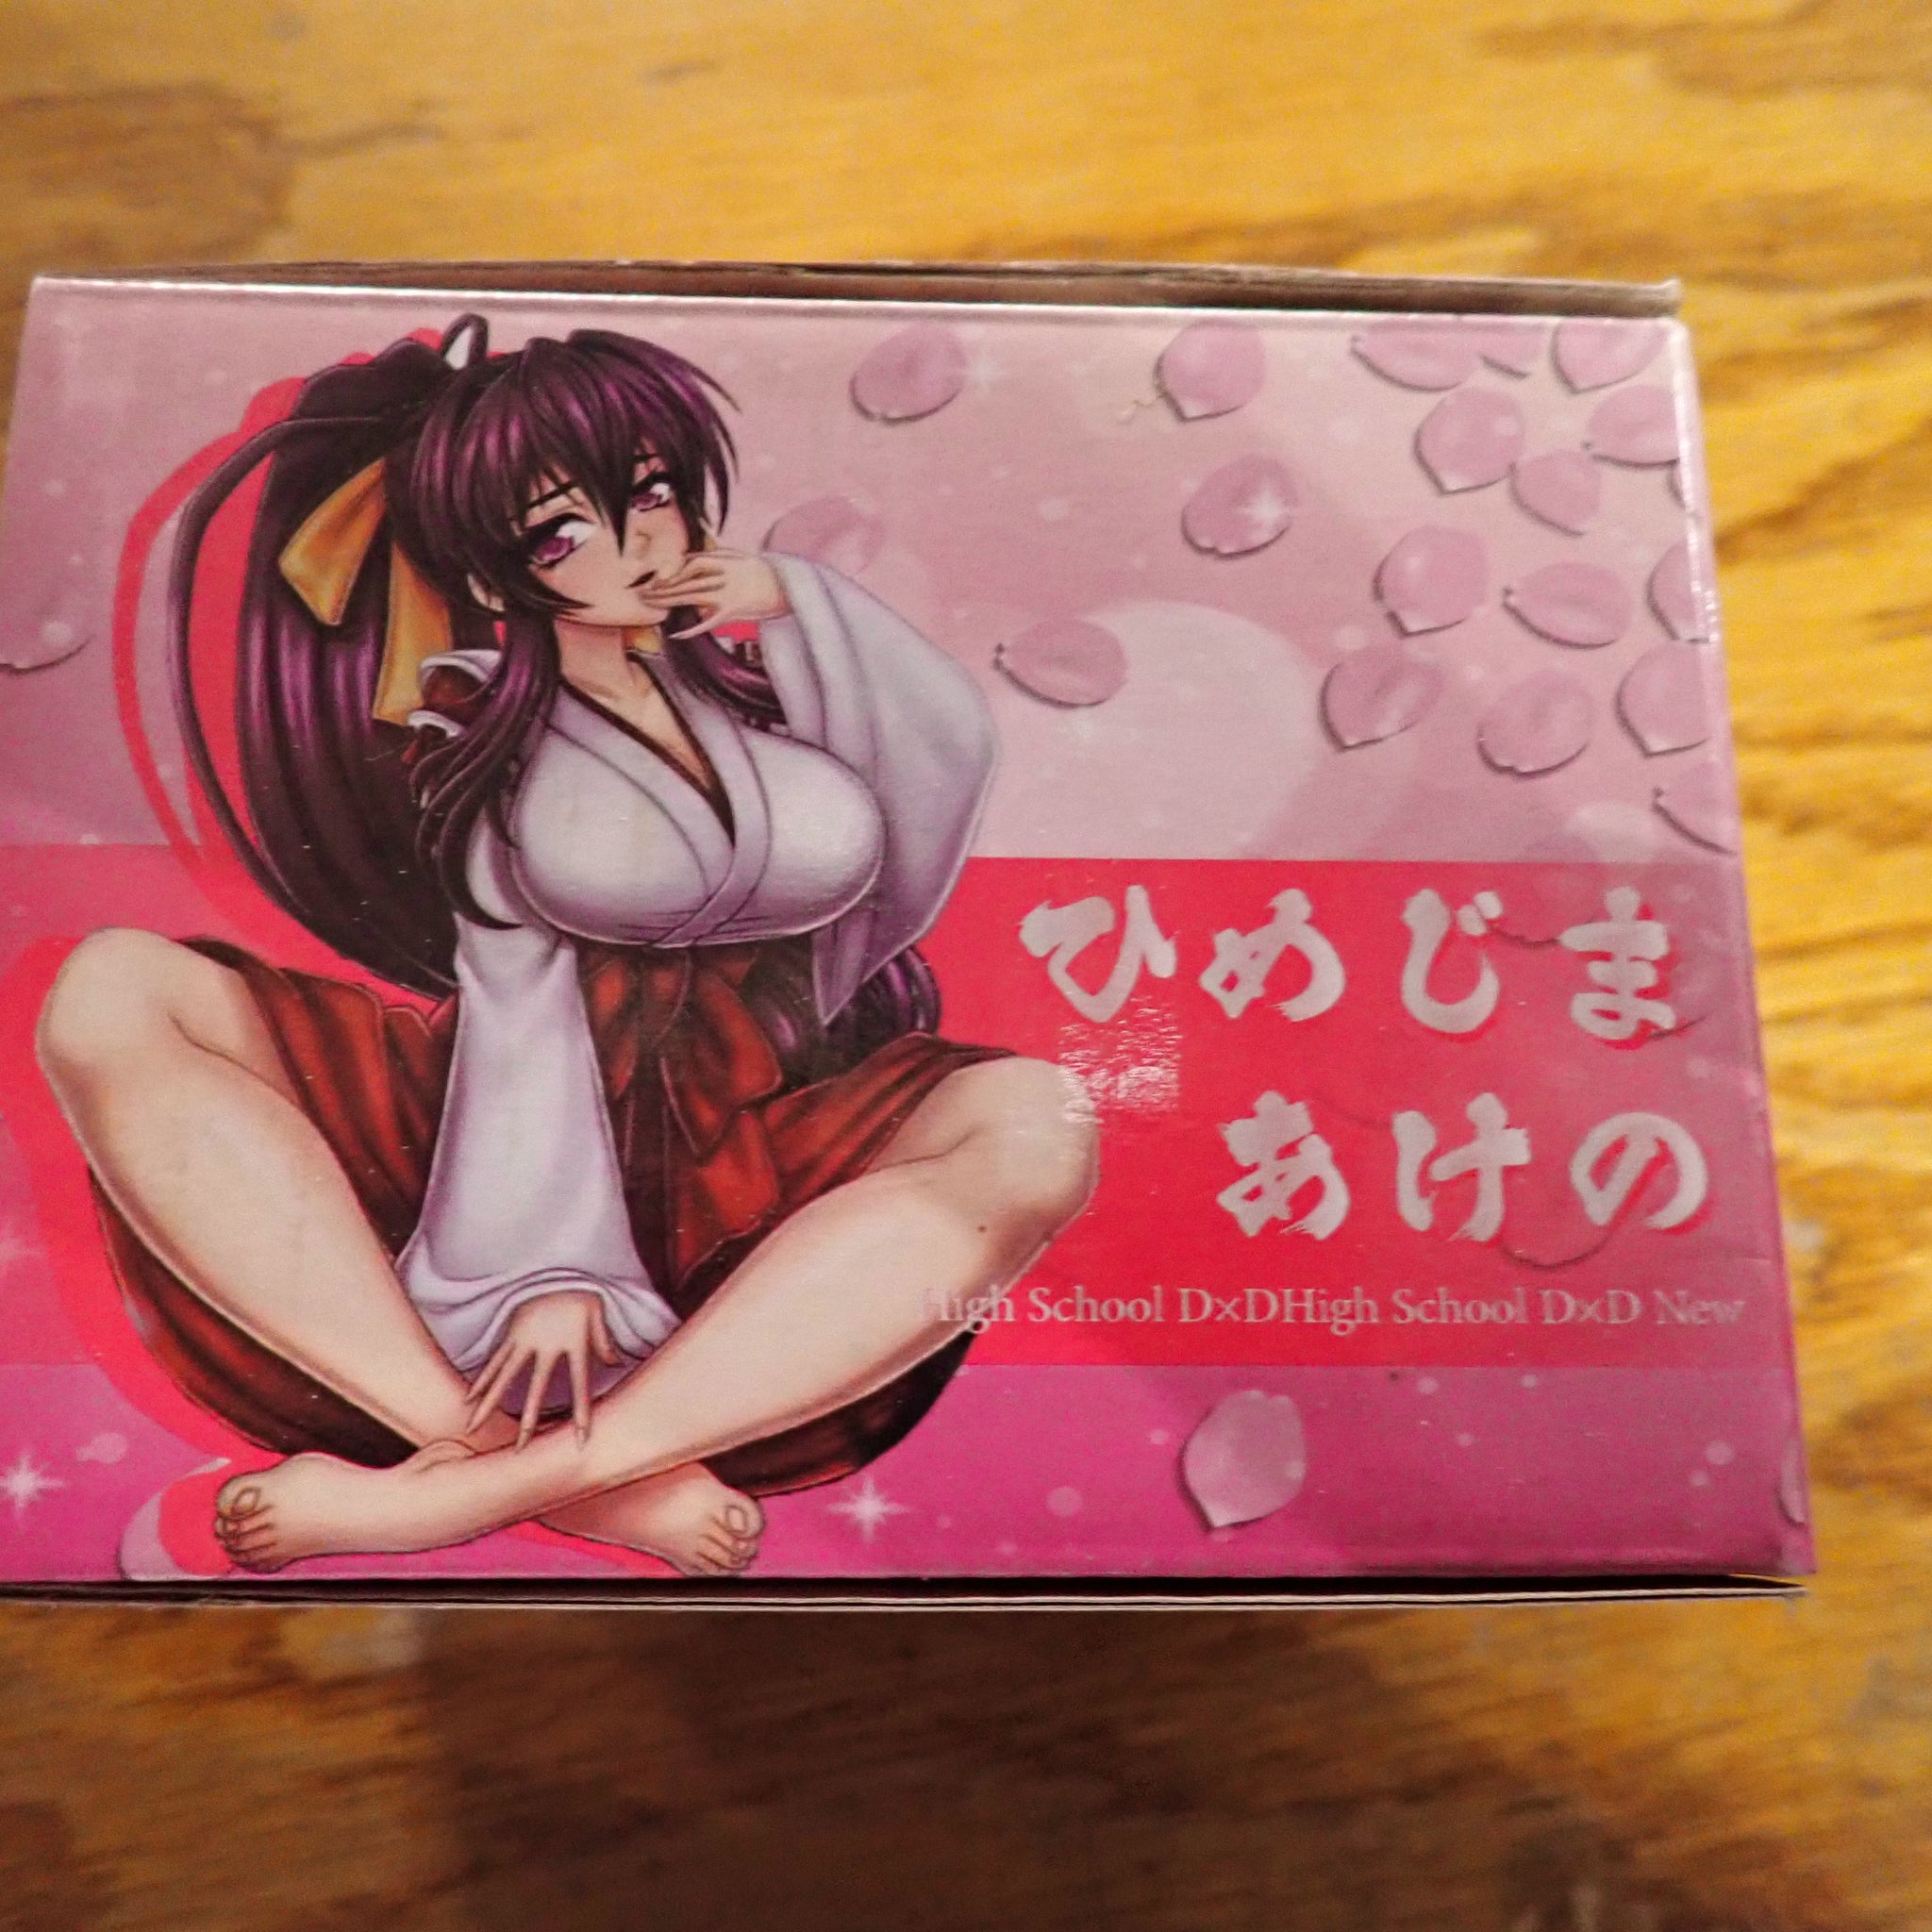 ひめじま
あけの
High School D×DHigh School D×D New